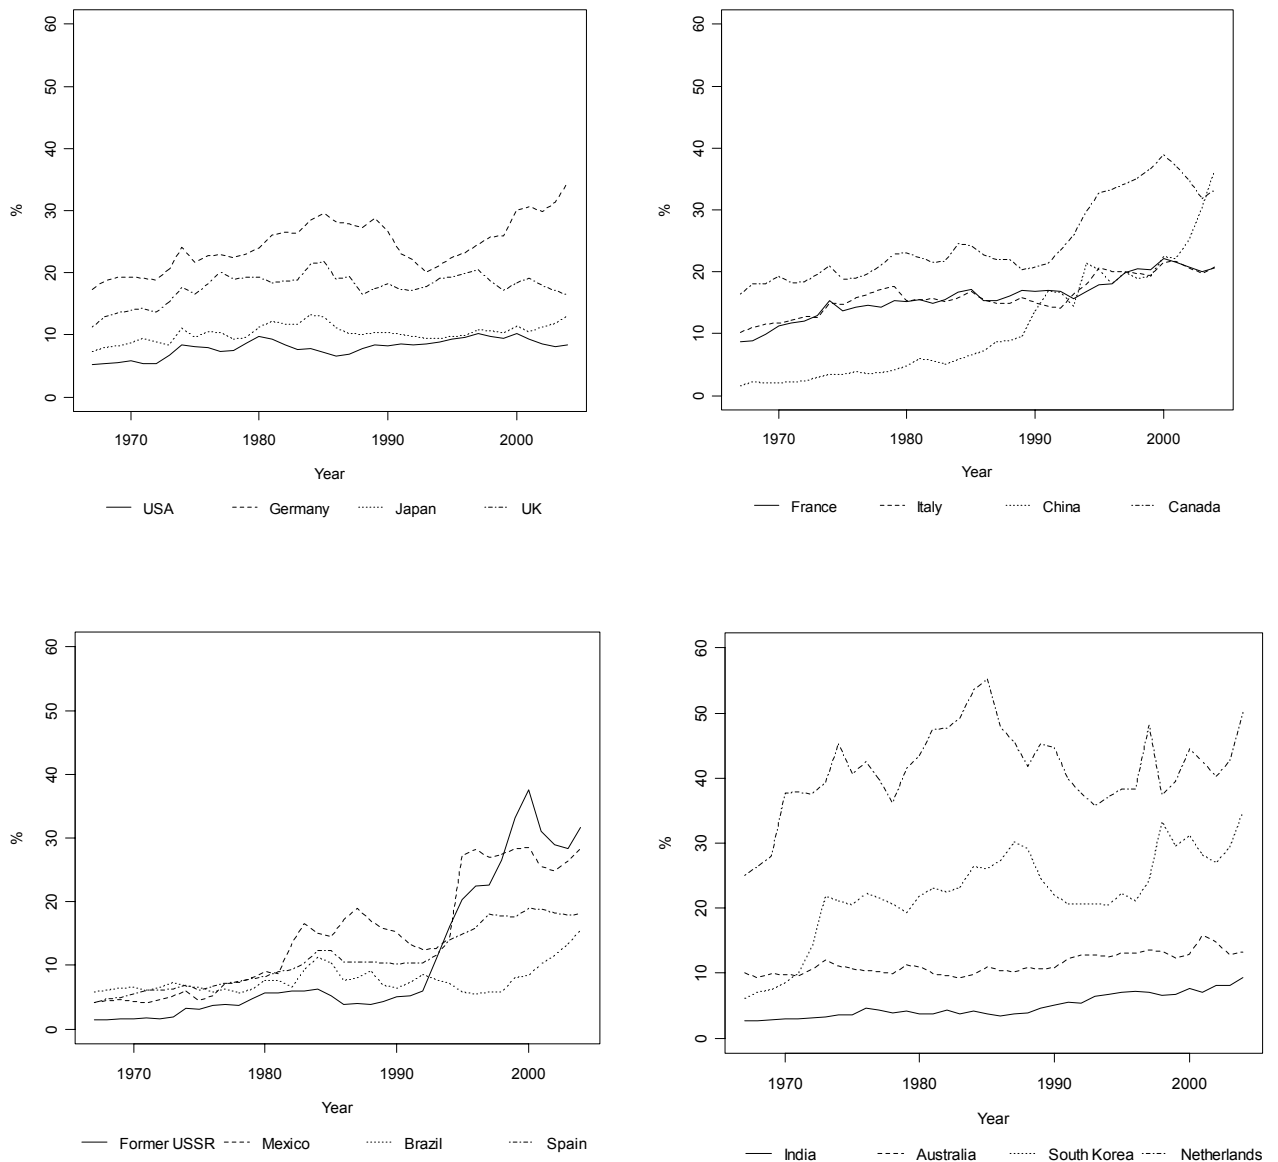 60
50
40
30
20
10
0
%
1970 1980 1990 2000
Year
USA Germany Japan UK
60
50
40
30
20
10
0
%
1970 1980 1990 2000
Year
France Italy China Canada
60
50
40
30
20
10
0
%
1970 1980 1990 2000
Year
Former USSR Mexico Brazil Spain
60
50
40
30
20
10
0
%
1970 1980 1990 2000
Year
India Australia South Korea Netherlands